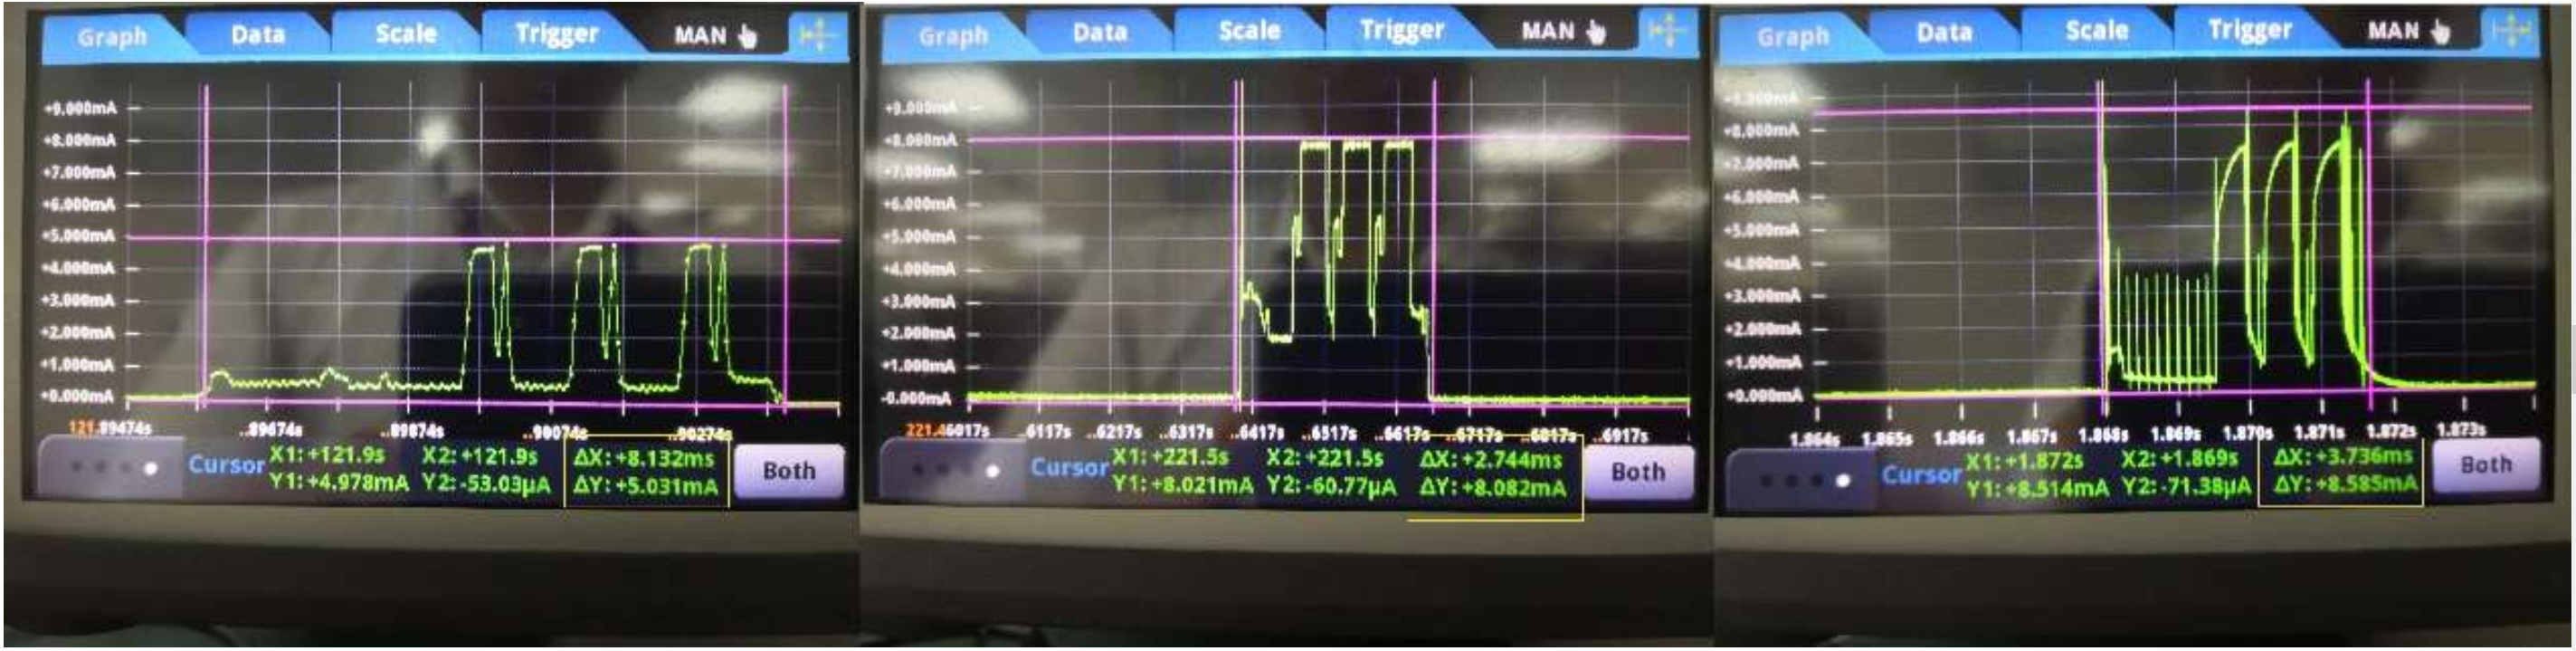 Graph Data Scale Trigger MAN
+9.000mA
+8.000mA
+7.000mA
+6.000mA
+5.000mA
+4.000mA
+3.000mA
+2.000mA
+1.000mA
+0.000mA
121.89474s ..89674s ..89874s ..90074s ..90274s
Cursor
X1: +121.9s X2: +121.9s ΔX: +8.132ms
Y1: +4.978mA Y2: -53.03µA ΔY: +5.031mA
Both
Graph Data Scale Trigger MAN
+9.000mA
+8.000mA
+7.000mA
+6.000mA
+5.000mA
+4.000mA
+3.000mA
+2.000mA
+1.000mA
-0.000mA
221.46017s ..6117s ..6217s ..6317s ..6417s ..6517s ..6617s ..6717s ..6817s ..6917s
Cursor
X1: +221.5s X2: +221.5s ΔX: +2.744ms
Y1: +8.021mA Y2: -60.77µA ΔY: +8.082mA
Both
Graph Data Scale Trigger MAN
+9.000mA
+8.000mA
+7.000mA
+6.000mA
+5.000mA
+4.000mA
+3.000mA
+2.000mA
+1.000mA
+0.000mA
1.864s 1.865s 1.866s 1.867s 1.868s 1.869s 1.870s 1.871s 1.872s 1.873s
Cursor
X1: +1.872s X2: +1.869s ΔX: +3.736ms
Y1: +8.514mA Y2: -71.38µA ΔY: +8.585mA
Both